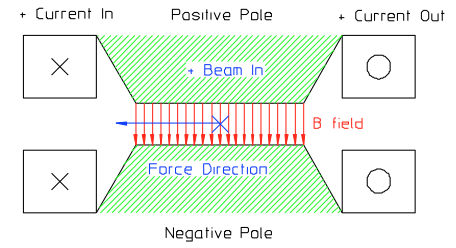 + Current In
Positive Pole
+ Current Out
+ Beam In
B field
Force Direction
Negative Pole